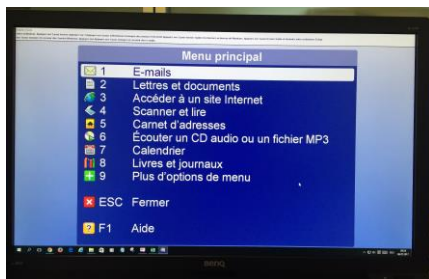 Menu principal
1 E-mails
2 Lettres et documents
3 Accéder à un site Internet
4 Scanner et lire
5 Carnet d'adresses
6 Écouter un CD audio ou un fichier MP3
7 Calendrier
8 Livres et journaux
9 Plus d'options de menu
ESC Fermer
F1 Aide
BenQ